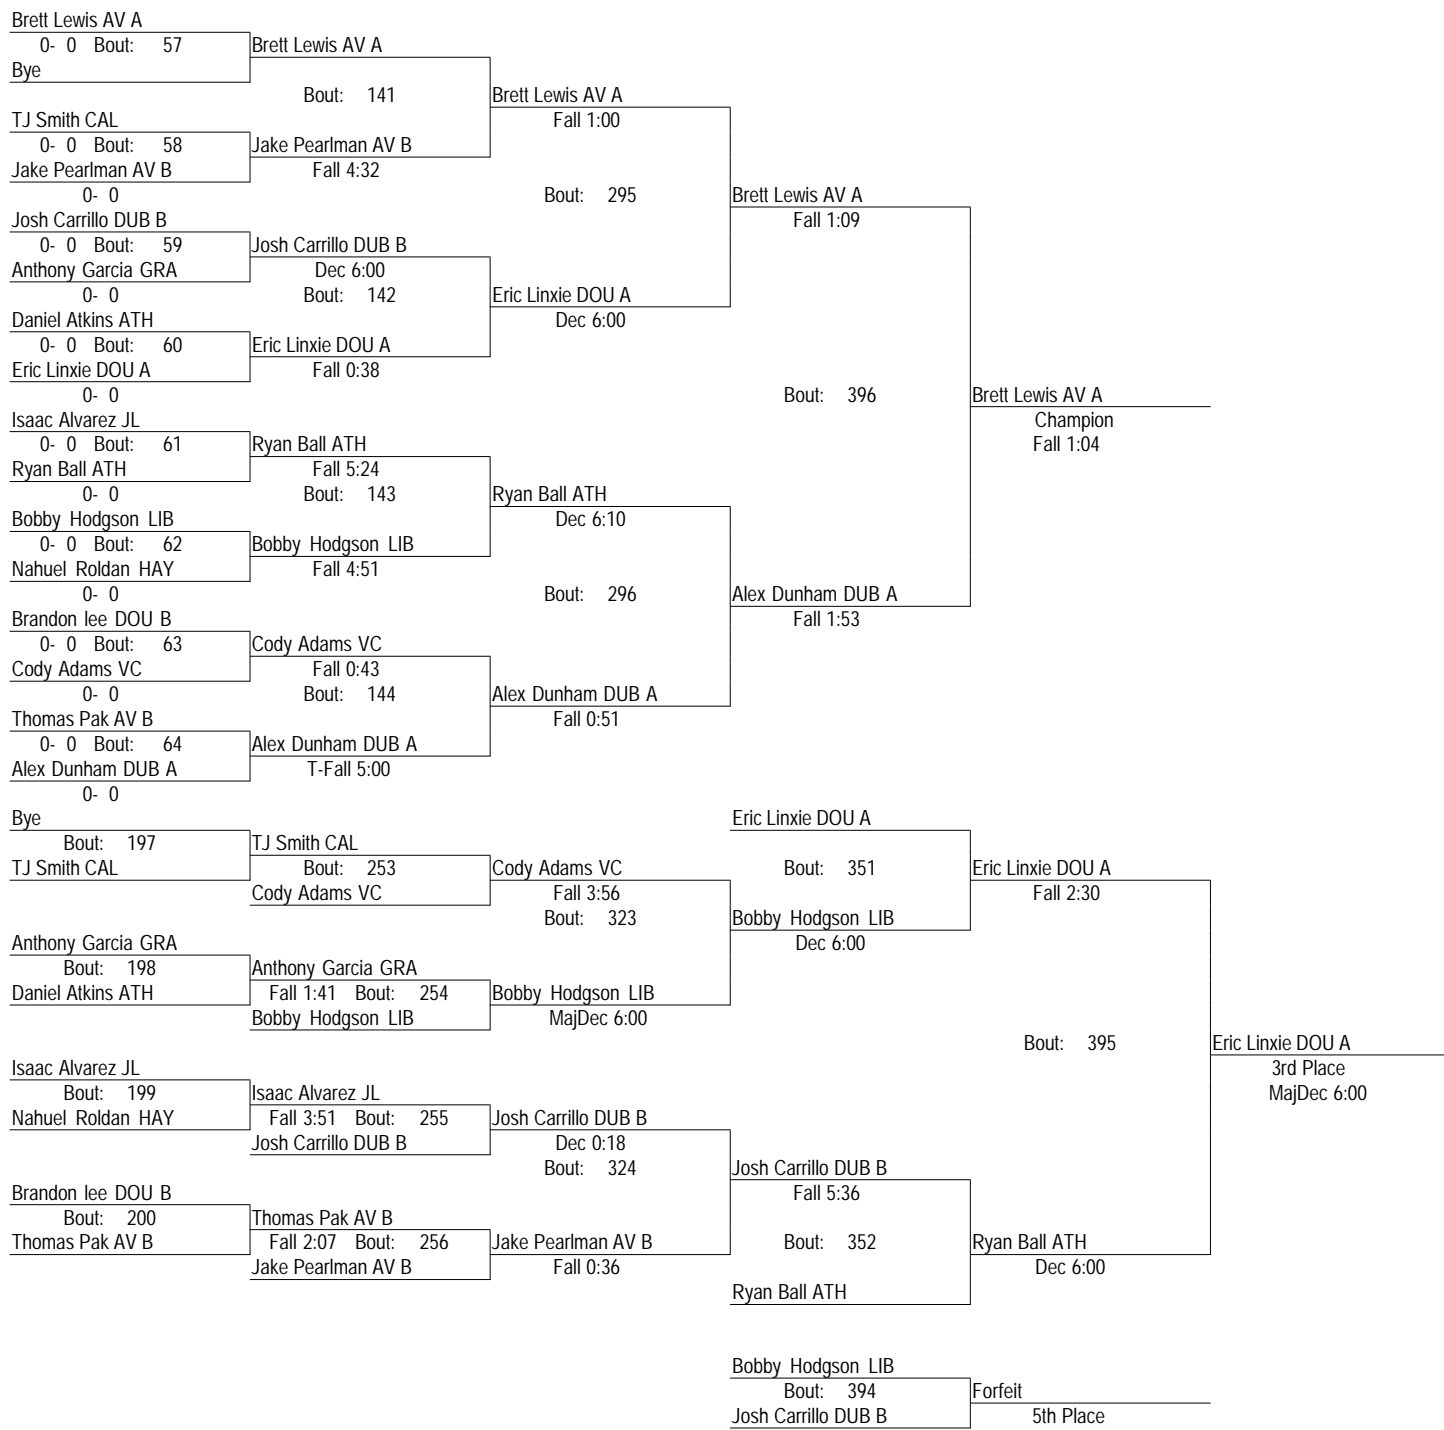 Brett Lewis AV A
0- 0 Bout: 57
Brett Lewis AV A
Bye
Bout: 141
Brett Lewis AV A
TJ Smith CAL
Fall 1:00
0- 0 Bout: 58
Jake Pearlman AV B
Jake Pearlman AV B
Fall 4:32
0- 0
Bout: 295
Brett Lewis AV A
Josh Carrillo DUB B
Fall 1:09
0- 0 Bout: 59
Josh Carrillo DUB B
Anthony Garcia GRA
Dec 6:00
0- 0
Bout: 142
Eric Linxie DOU A
Daniel Atkins ATH
Dec 6:00
0- 0 Bout: 60
Eric Linxie DOU A
Eric Linxie DOU A
Fall 0:38
0- 0
Bout: 396
Brett Lewis AV A
Isaac Alvarez JL
Champion
0- 0 Bout: 61
Ryan Ball ATH
Fall 1:04
Ryan Ball ATH
Fall 5:24
0- 0
Bout: 143
Ryan Ball ATH
Bobby Hodgson LIB
Dec 6:10
0- 0 Bout: 62
Bobby Hodgson LIB
Nahuel Roldan HAY
Fall 4:51
0- 0
Bout: 296
Alex Dunham DUB A
Brandon lee DOU B
Fall 1:53
0- 0 Bout: 63
Cody Adams VC
Cody Adams VC
Fall 0:43
0- 0
Bout: 144
Alex Dunham DUB A
Thomas Pak AV B
Fall 0:51
0- 0 Bout: 64
Alex Dunham DUB A
Alex Dunham DUB A
T-Fall 5:00
0- 0
Bye
Eric Linxie DOU A
Bout: 197
TJ Smith CAL
TJ Smith CAL
Bout: 253
Cody Adams VC
Bout: 351
Eric Linxie DOU A
Cody Adams VC
Fall 3:56
Fall 2:30
Bout: 323
Bobby Hodgson LIB
Anthony Garcia GRA
Dec 6:00
Bout: 198
Anthony Garcia GRA
Daniel Atkins ATH
Fall 1:41 Bout: 254
Bobby Hodgson LIB
Bobby Hodgson LIB
MajDec 6:00
Bout: 395
Eric Linxie DOU A
Isaac Alvarez JL
3rd Place
Bout: 199
Isaac Alvarez JL
MajDec 6:00
Nahuel Roldan HAY
Fall 3:51 Bout: 255
Josh Carrillo DUB B
Josh Carrillo DUB B
Dec 0:18
Bout: 324
Josh Carrillo DUB B
Brandon lee DOU B
Fall 5:36
Bout: 200
Thomas Pak AV B
Thomas Pak AV B
Fall 2:07 Bout: 256
Jake Pearlman AV B
Bout: 352
Ryan Ball ATH
Jake Pearlman AV B
Fall 0:36
Dec 6:00
Ryan Ball ATH
Bobby Hodgson LIB
Bout: 394
Forfeit
Josh Carrillo DUB B
5th Place